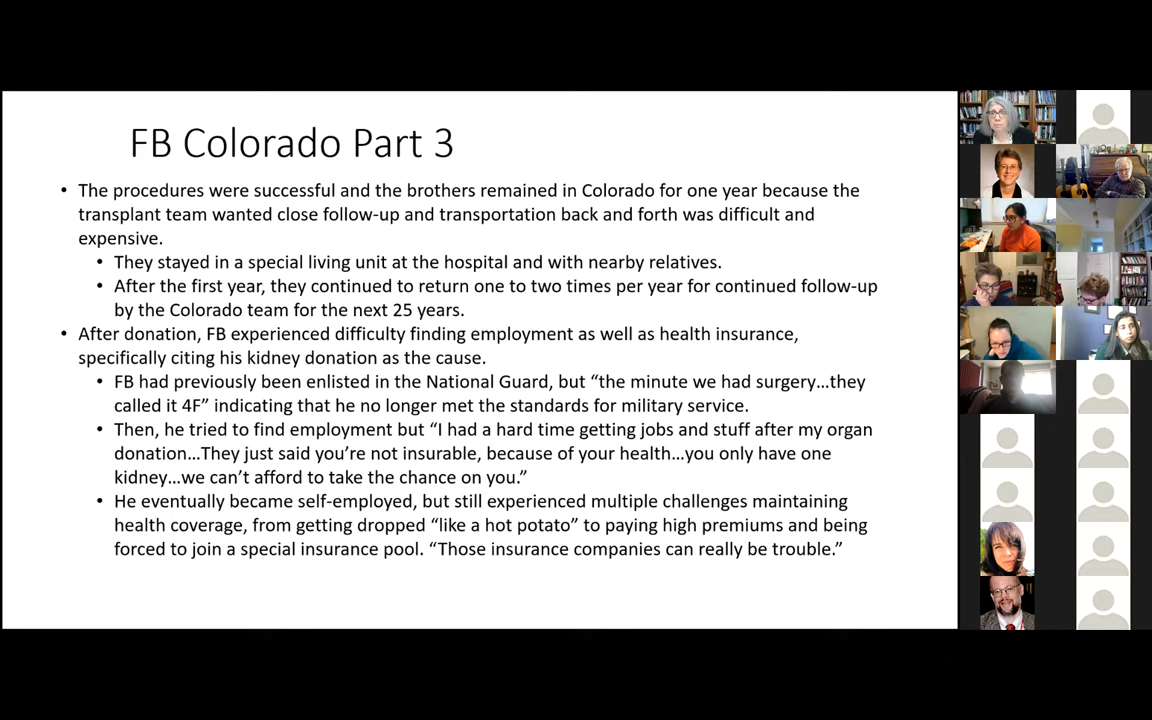 FB Colorado Part 3
• The procedures were successful and the brothers remained in Colorado for one year because the
transplant team wanted close follow-up and transportation back and forth was difficult and
expensive.
• They stayed in a special living unit at the hospital and with nearby relatives.
• After the first year, they continued to return one to two times per year for continued follow-up
by the Colorado team for the next 25 years.
• After donation, FB experienced difficulty finding employment as well as health insurance,
specifically citing his kidney donation as the cause.
• FB had previously been enlisted in the National Guard, but “the minute we had surgery…they
called it 4F” indicating that he no longer met the standards for military service.
• Then, he tried to find employment but “I had a hard time getting jobs and stuff after my organ
donation…They just said you’re not insurable, because of your health…you only have one
kidney…we can’t afford to take the chance on you.”
• He eventually became self-employed, but still experienced multiple challenges maintaining
health coverage, from getting dropped “like a hot potato” to paying high premiums and being
forced to join a special insurance pool. “Those insurance companies can really be trouble.”